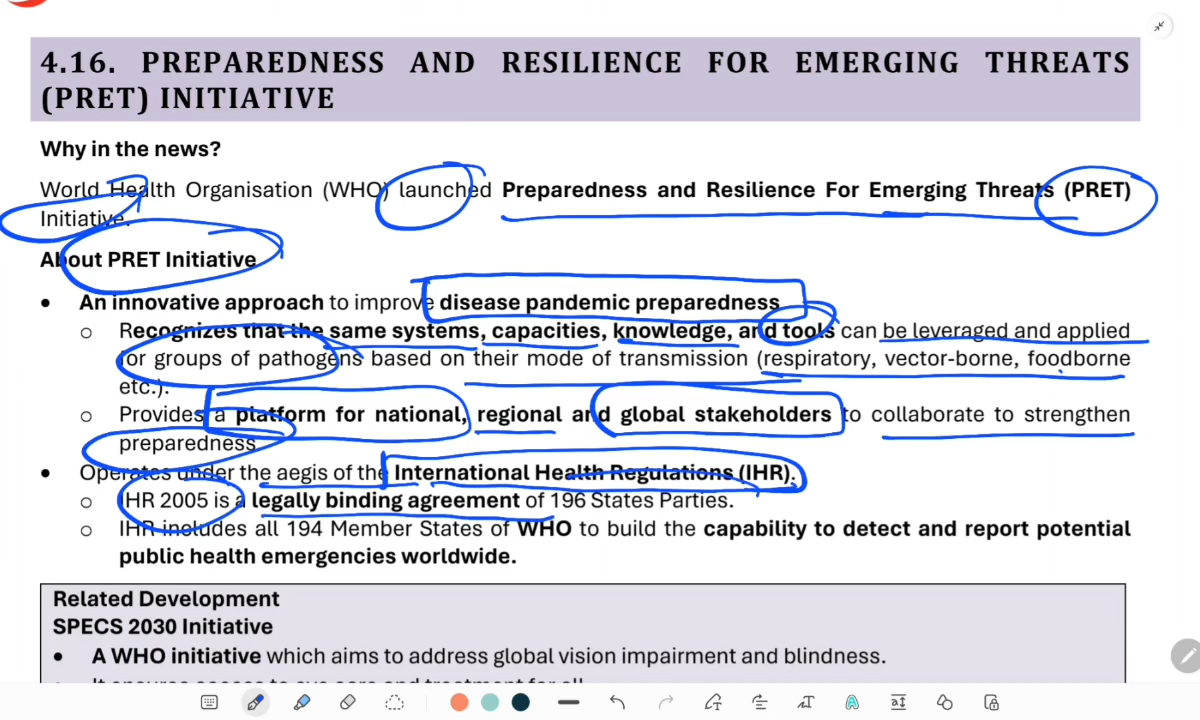 4.16. PREPAREDNESS AND RESILIENCE FOR EMERGING THREATS
(PRET) INITIATIVE
Why in the news?
World Health Organisation (WHO) launched Preparedness and Resilience For Emerging Threats (PRET)
Initiative.
About PRET Initiative
• An innovative approach to improve disease pandemic preparedness
o Recognizes that the same systems, capacities, knowledge, and tools can be leveraged and applied
for groups of pathogens based on their mode of transmission (respiratory, vector-borne, foodborne
etc.).
o Provides a platform for national, regional and global stakeholders to collaborate to strengthen
preparedness.
• Operates under the aegis of the International Health Regulations (IHR).
o IHR 2005 is a legally binding agreement of 196 States Parties.
o IHR includes all 194 Member States of WHO to build the capability to detect and report potential
public health emergencies worldwide.
Related Development
SPECS 2030 Initiative
• A WHO initiative which aims to address global vision impairment and blindness.